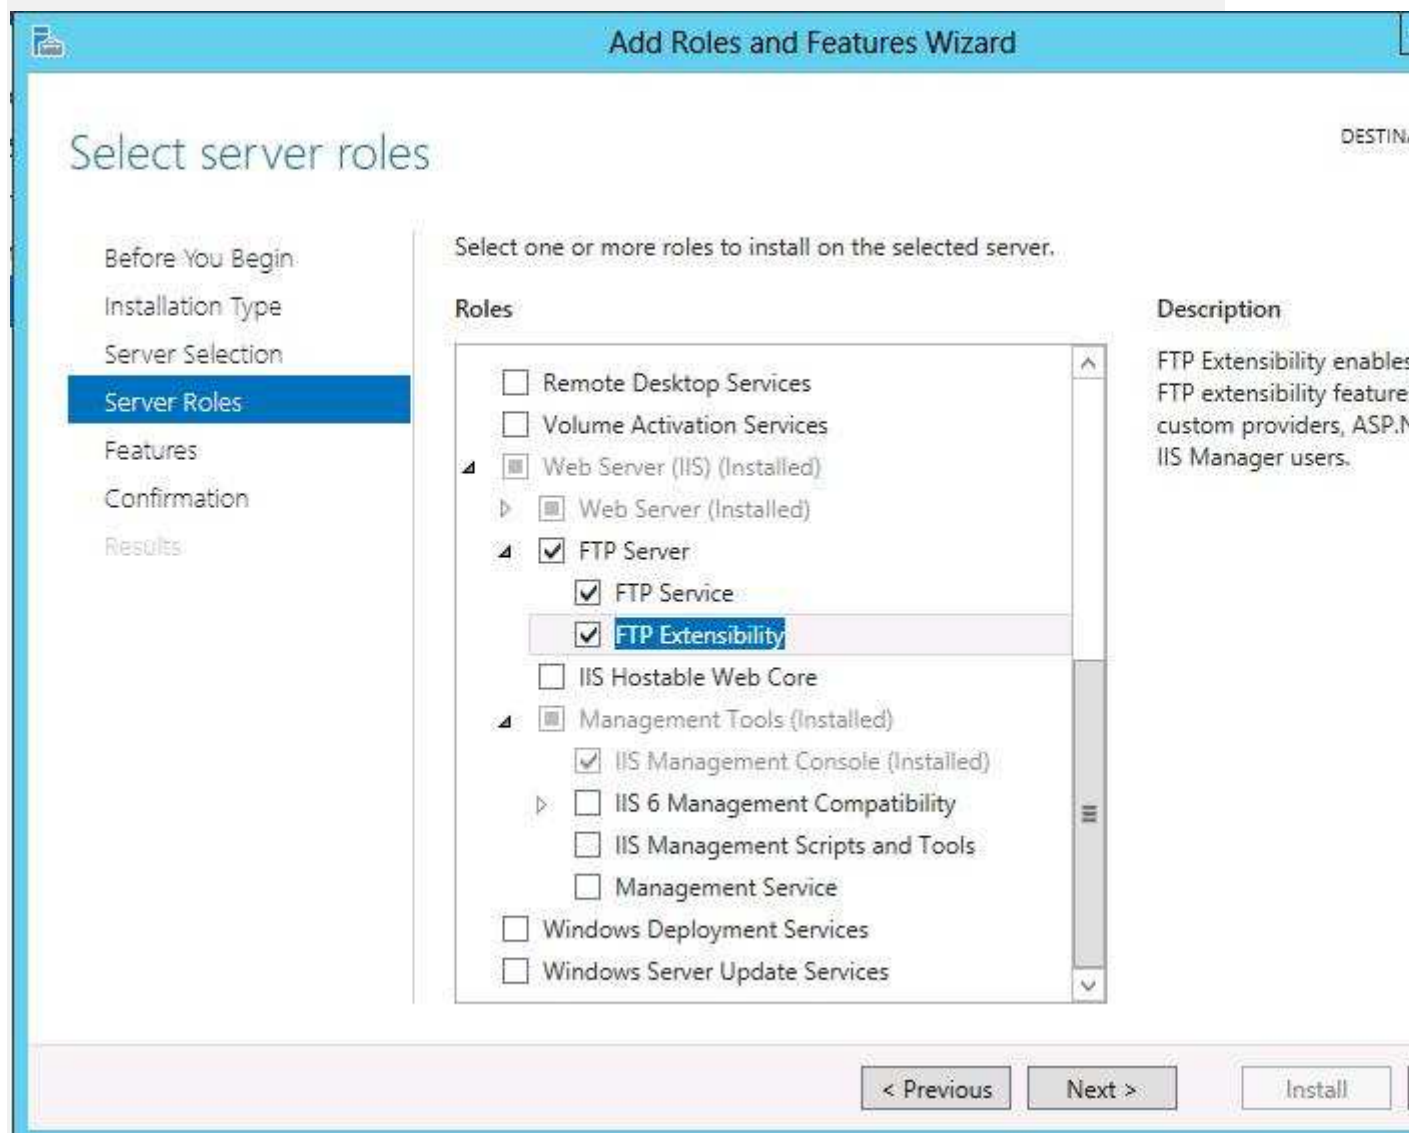 Add Roles and Features Wizard
Select server roles
DESTINA
Before You Begin
Installation Type
Server Selection
Server Roles
Features
Confirmation
Results
Select one or more roles to install on the selected server.
Roles
Remote Desktop Services
Volume Activation Services
Web Server (IIS) (Installed)
Web Server (Installed)
FTP Server
FTP Service
FTP Extensibility
IIS Hostable Web Core
Management Tools (Installed)
IIS Management Console (Installed)
IIS 6 Management Compatibility
IIS Management Scripts and Tools
Management Service
Windows Deployment Services
Windows Server Update Services
Description
FTP Extensibility enables
FTP extensibility feature
custom providers, ASP.N
IIS Manager users.
< Previous
Next >
Install